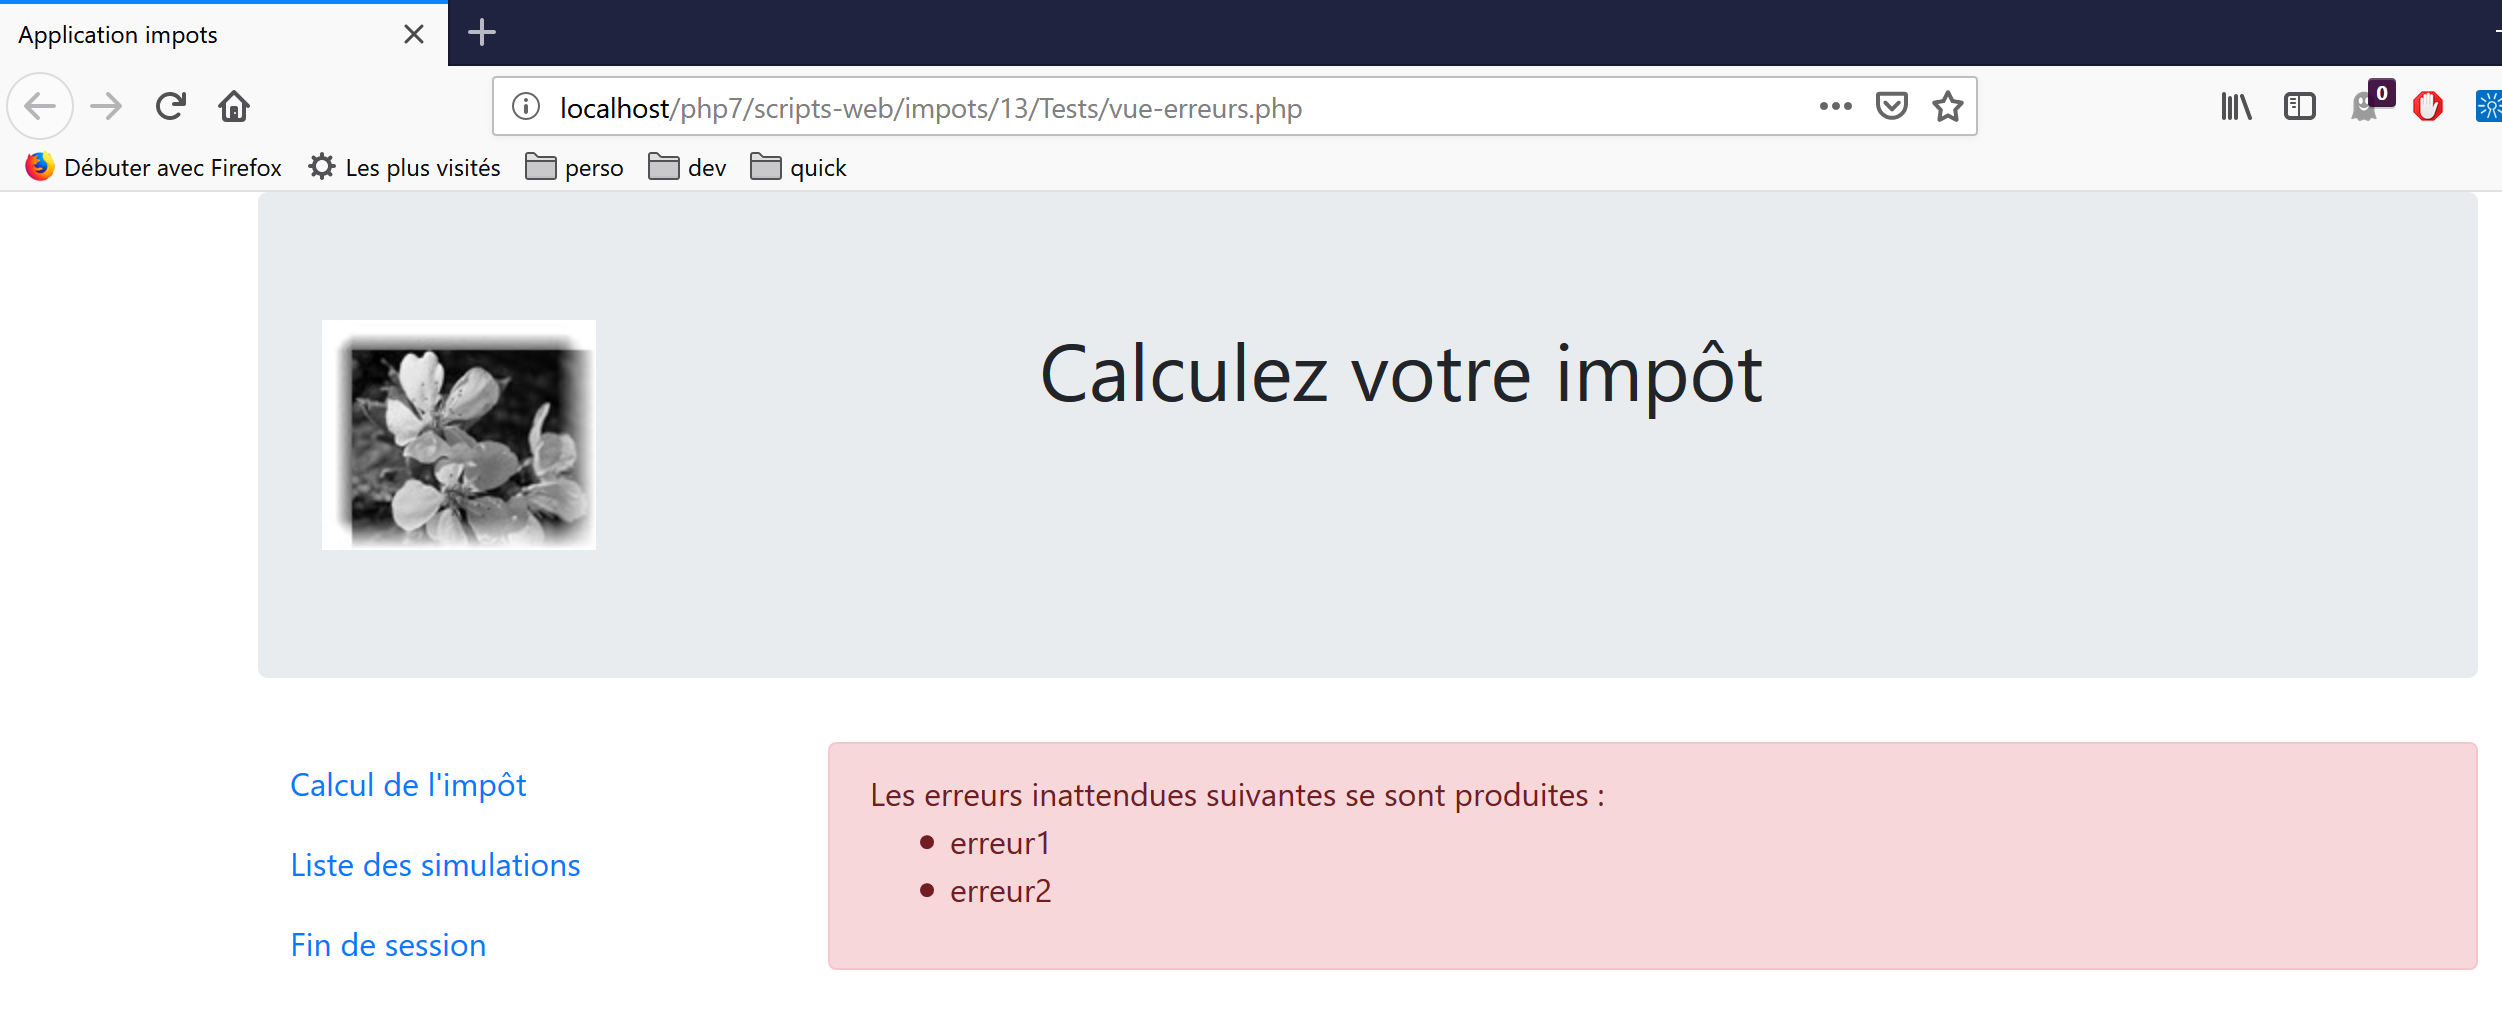 Application impots
localhost/php7/scripts-web/impots/13/Tests/vue-erreurs.php
0
Débuter avec Firefox Les plus visités perso dev quick
Calculez votre impôt
Calcul de l'impôt
Liste des simulations
Fin de session
Les erreurs inattendues suivantes se sont produites :
erreur1
erreur2